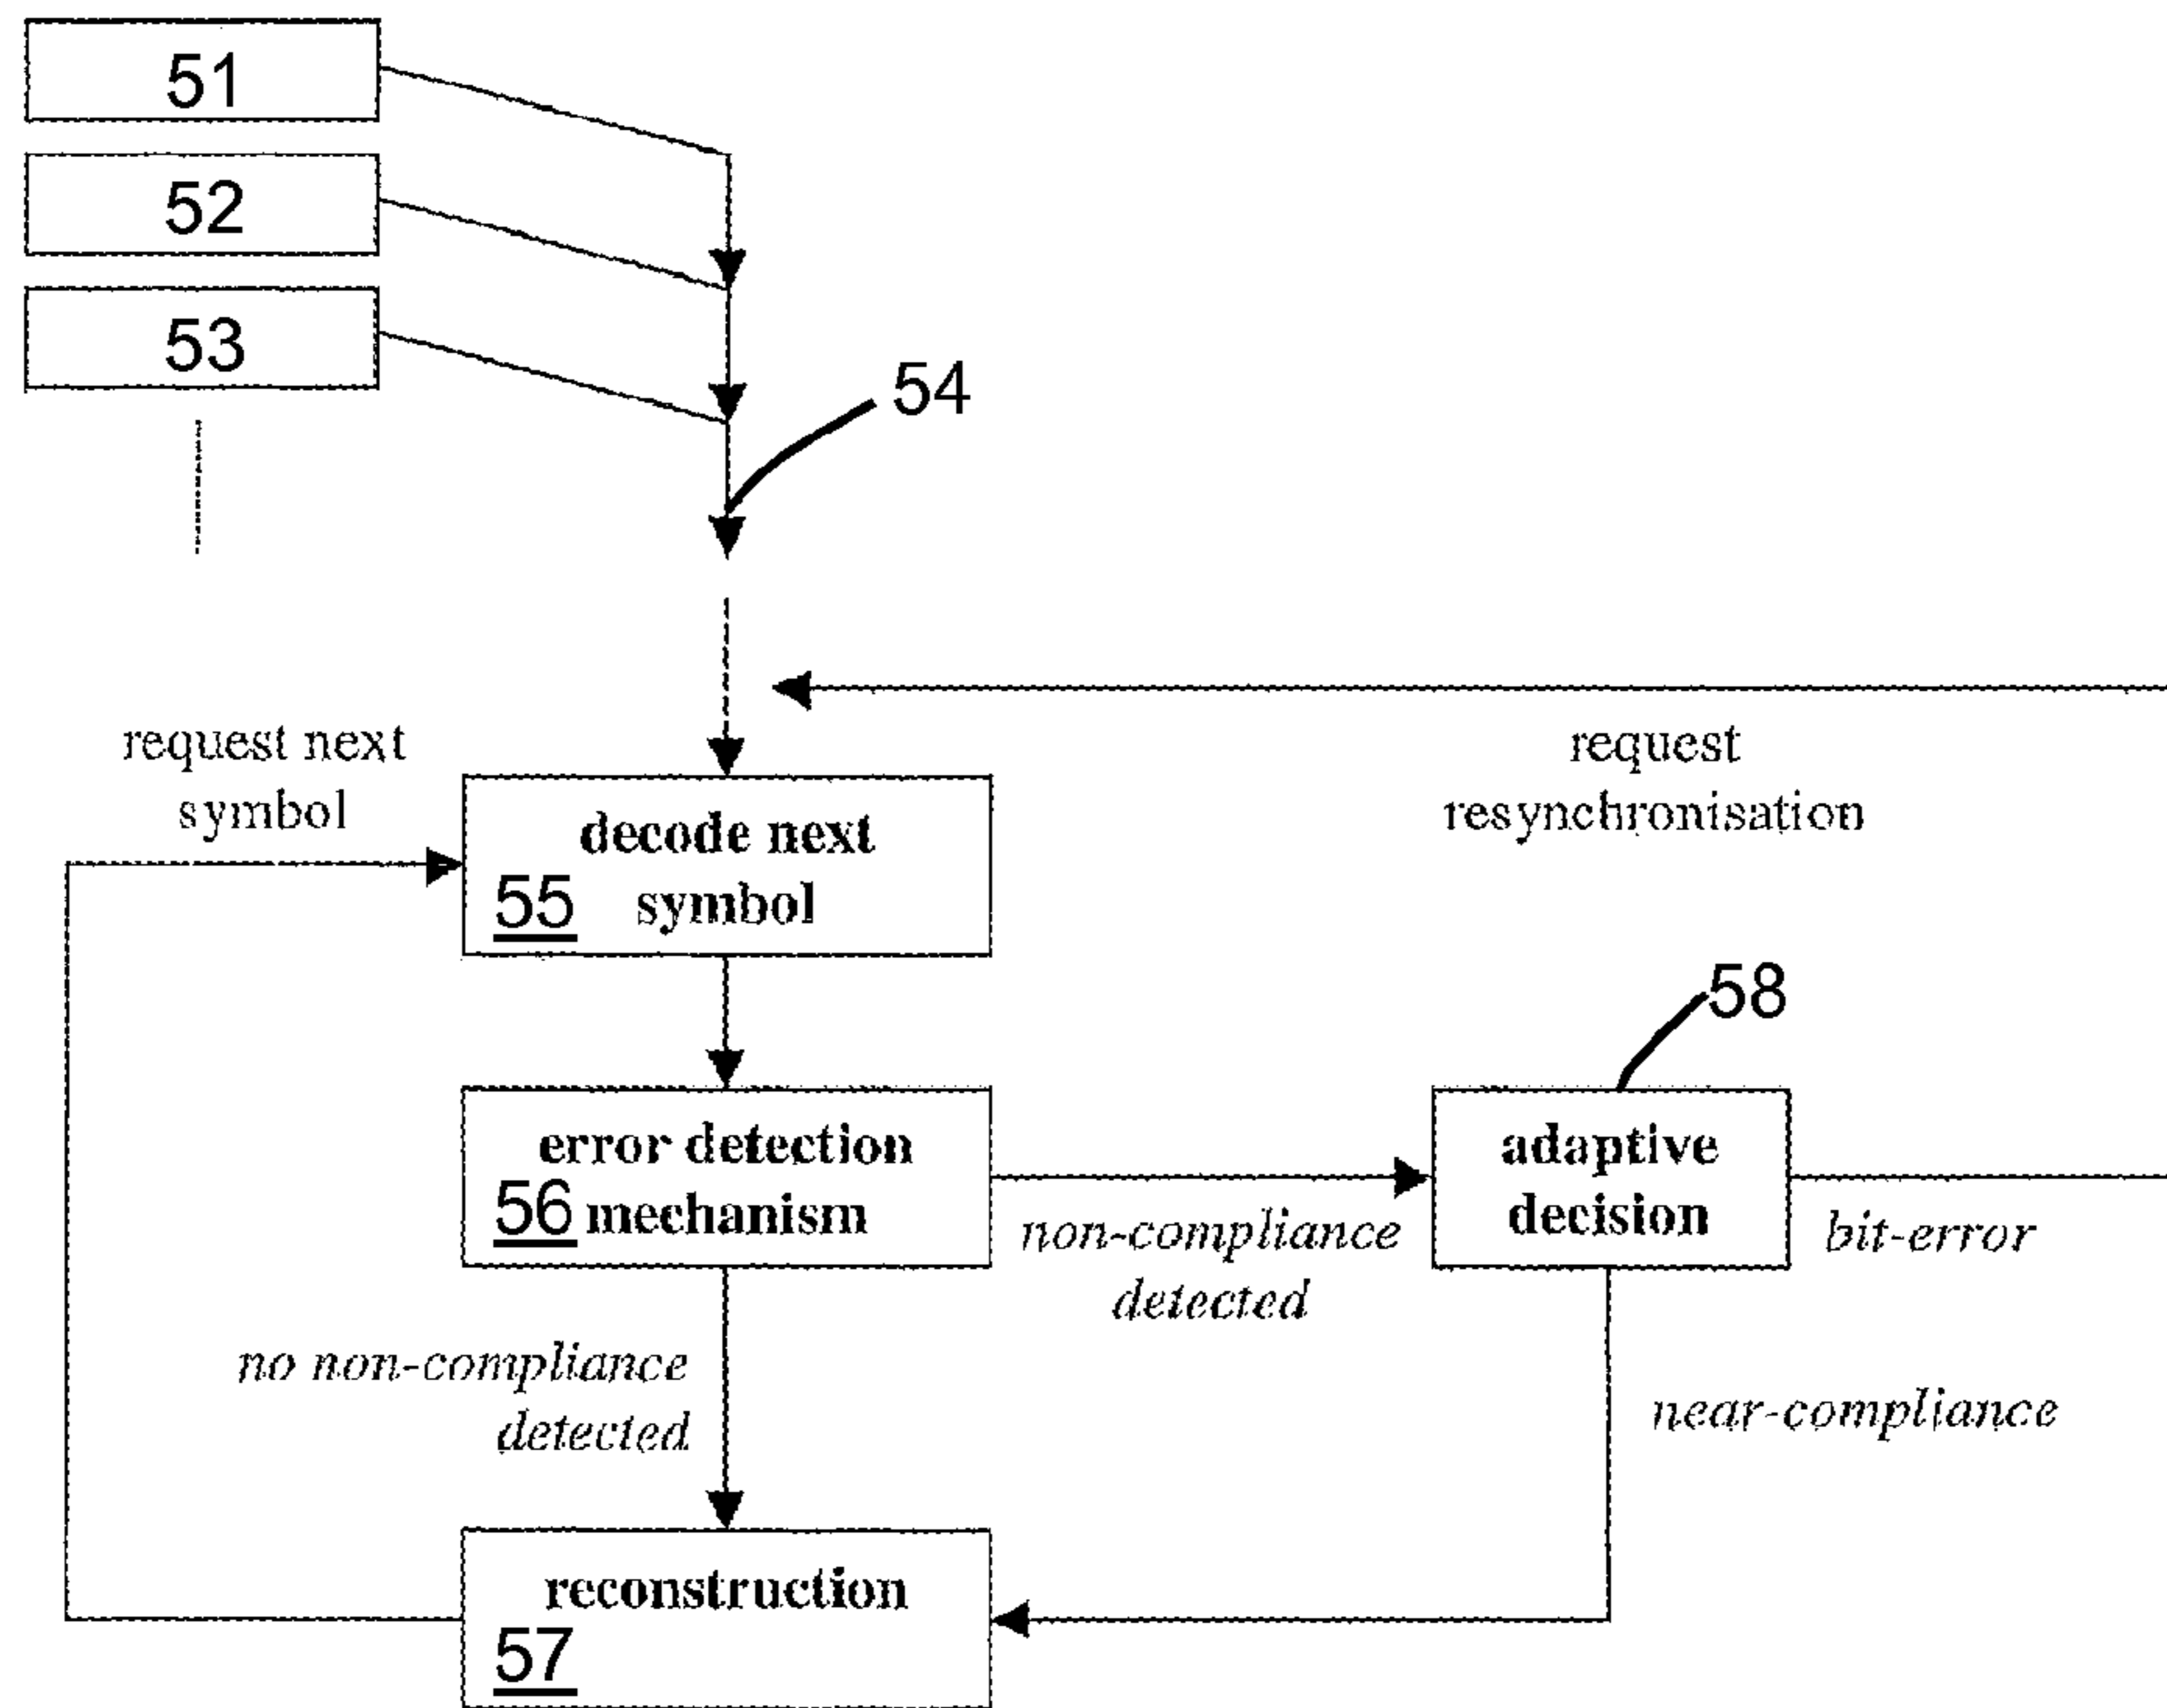 51
52
53
54
request next
symbol
request
resynchronisation
decode next
55 symbol
58
error detection
56 mechanism
adaptive
decision
non-compliance
detected
bit-error
no non-compliance
detected
near-compliance
reconstruction
57